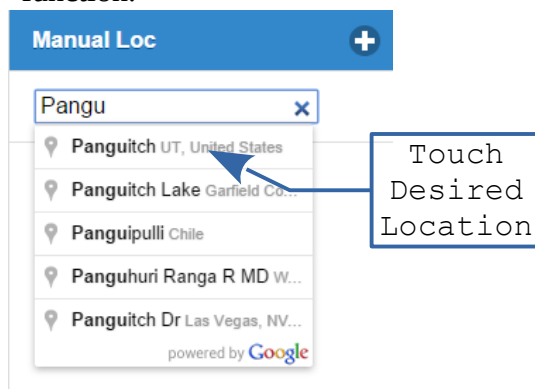 function.
Manual Loc
Pangu
Panguitch UT, United States
Panguitch Lake Garfield Co...
Panguipulli Chile
Panguhuri Ranga R MD W...
Panguitch Dr Las Vegas, NV...
powered by Google
Touch
Desired
Location